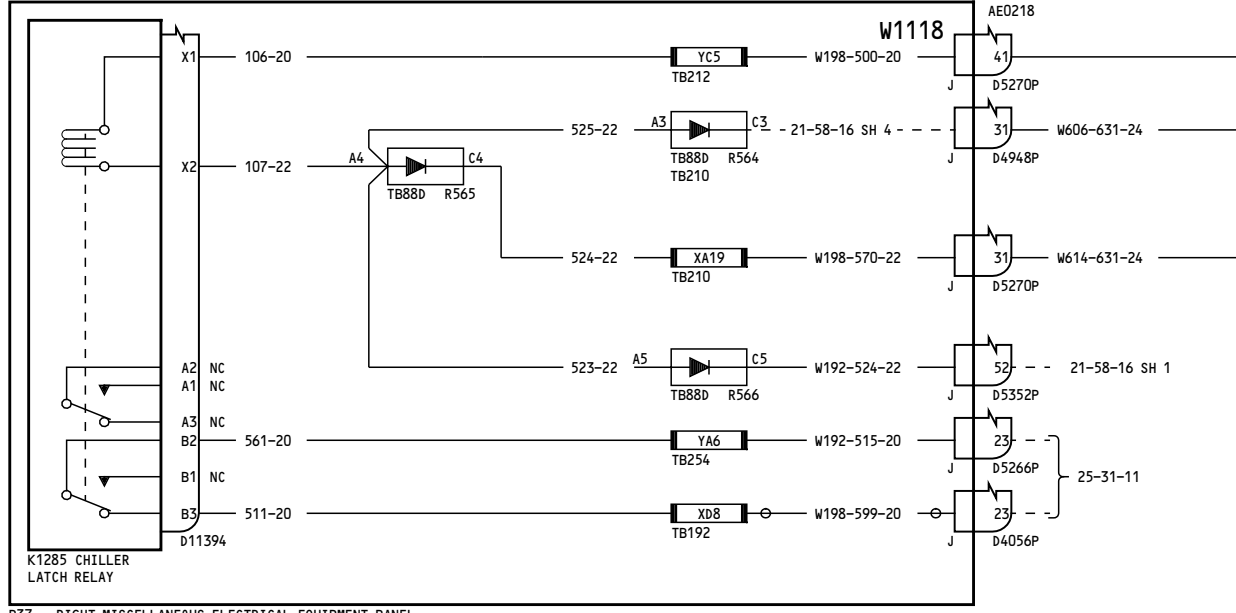 W1118
AE0218
X1 106-20 YC5 W198-500-20 41
TB212 J D5270P
525-22 A3 C3 21-58-16 SH 4 31 W606-631-24
X2 107-22 A4 C4 TB88D R564 J D4948P
TB210
TB88D R565
524-22 XA19 W198-570-22 31 W614-631-24
TB210 J D5270P
A2 NC 523-22 A5 C5 W192-524-22 52 21-58-16 SH 1
A1 NC TB88D R566 J D5352P
A3 NC
B2 561-20 YA6 W192-515-20 23
TB254 J D5266P
B1 NC 25-31-11
B3 511-20 XD8 W198-599-20 23
D11394 TB192 J D4056P
K1285 CHILLER
LATCH RELAY
RIGHT MISCELLANEOUS ELECTRICAL EQUIPMENT PANEL